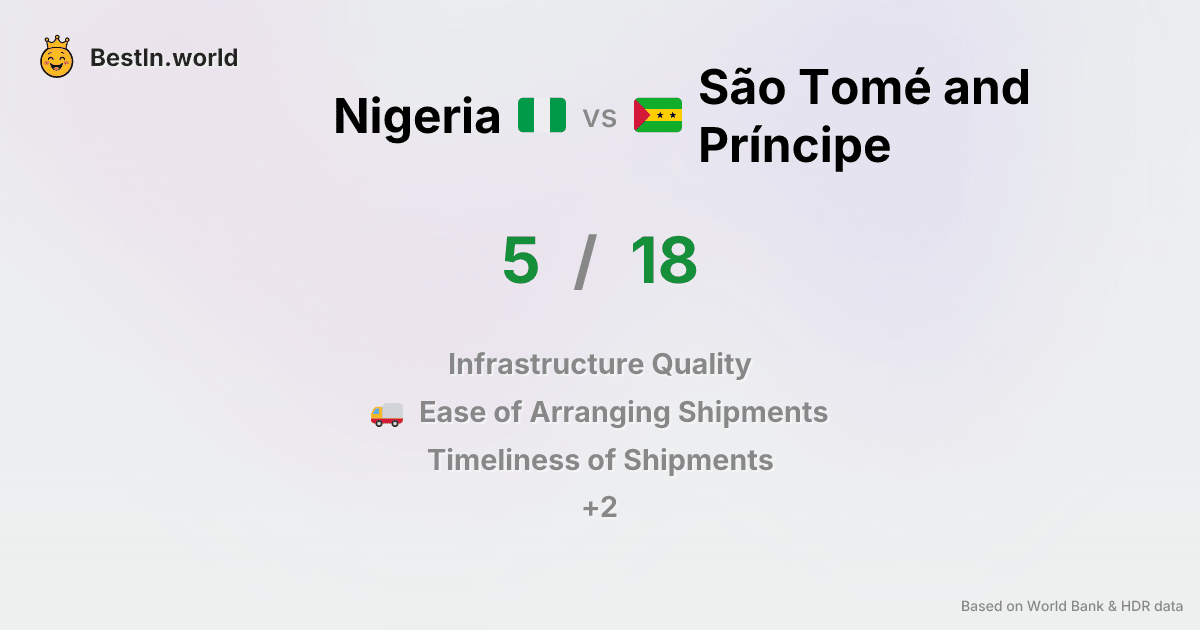 BestIn.world
Nigeria vs São Tomé and
Príncipe
5 / 18
Infrastructure Quality
Ease of Arranging Shipments
Timeliness of Shipments
+2
Based on World Bank & HDR data